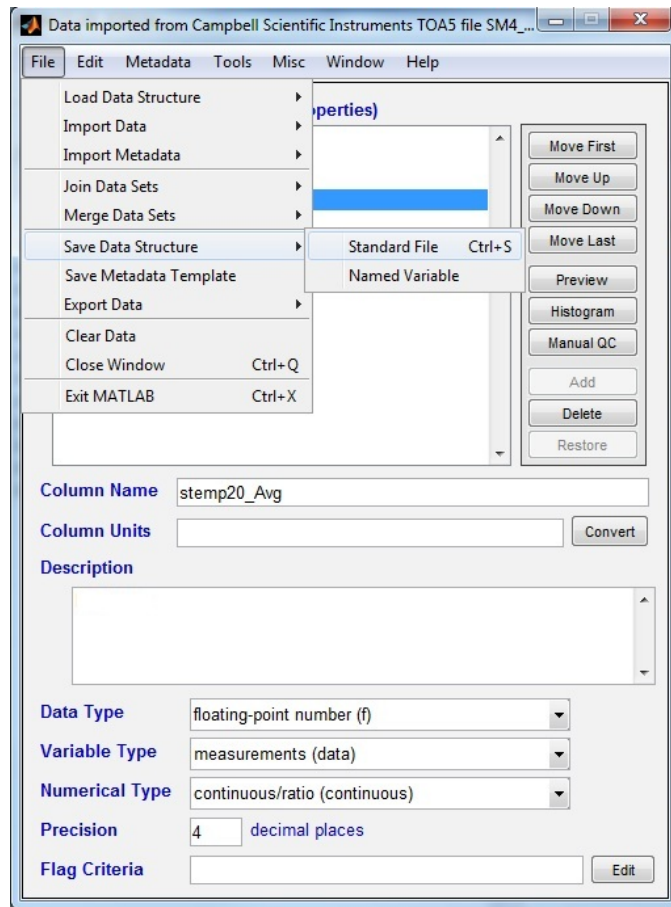 Data imported from Campbell Scientific Instruments TOA5 file SM4_...
File Edit Metadata Tools Misc Window Help
Load Data Structure
Import Data
Import Metadata
Join Data Sets
Merge Data Sets
Save Data Structure
Save Metadata Template
Export Data
Clear Data
Close Window Ctrl+Q
Exit MATLAB Ctrl+X
Standard File Ctrl+S
Named Variable
operties)
Move First
Move Up
Move Down
Move Last
Preview
Histogram
Manual QC
Add
Delete
Restore
Column Name stemp20_Avg
Column Units Convert
Description
Data Type floating-point number (f)
Variable Type measurements (data)
Numerical Type continuous/ratio (continuous)
Precision 4 decimal places
Flag Criteria Edit